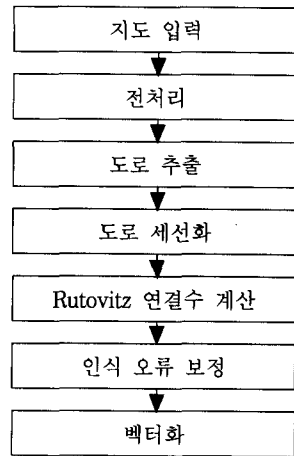 지도 입력
전처리
도로 추출
도로 세선화
Rutovitz 연결수 계산
인식 오류 보정
벡터화